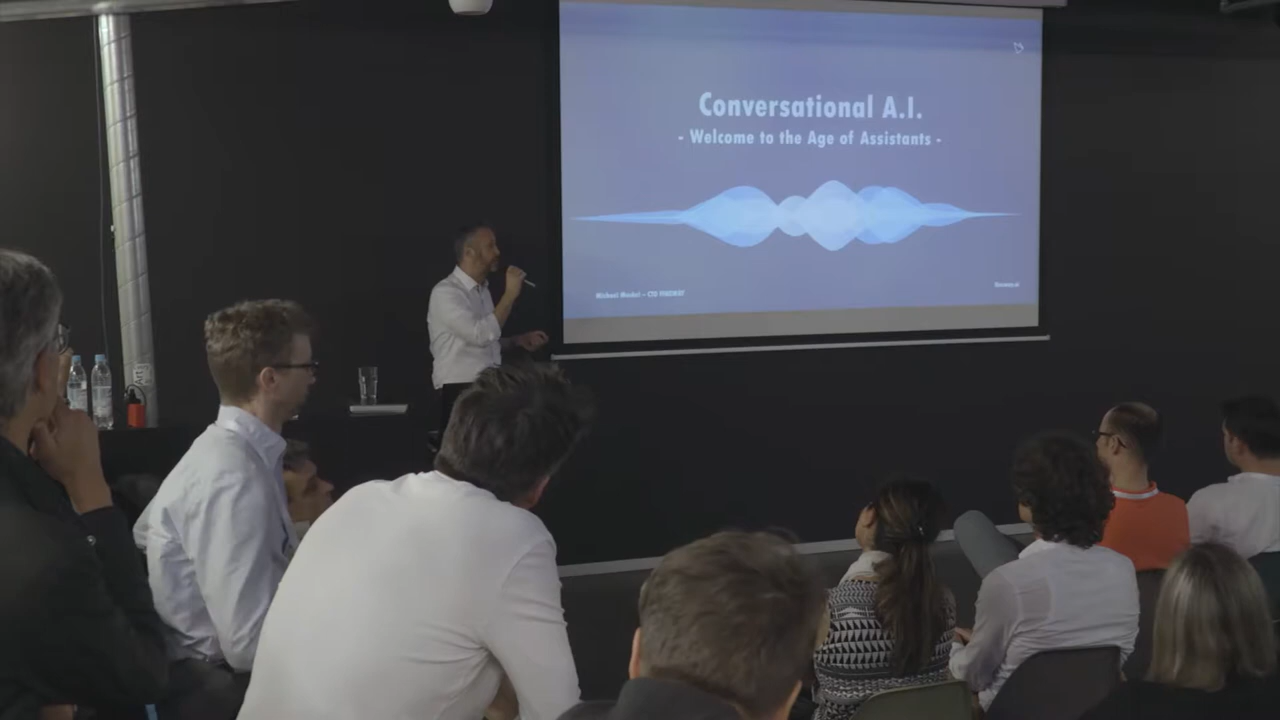 Conversational A.I.
- Welcome to the Age of Assistants -